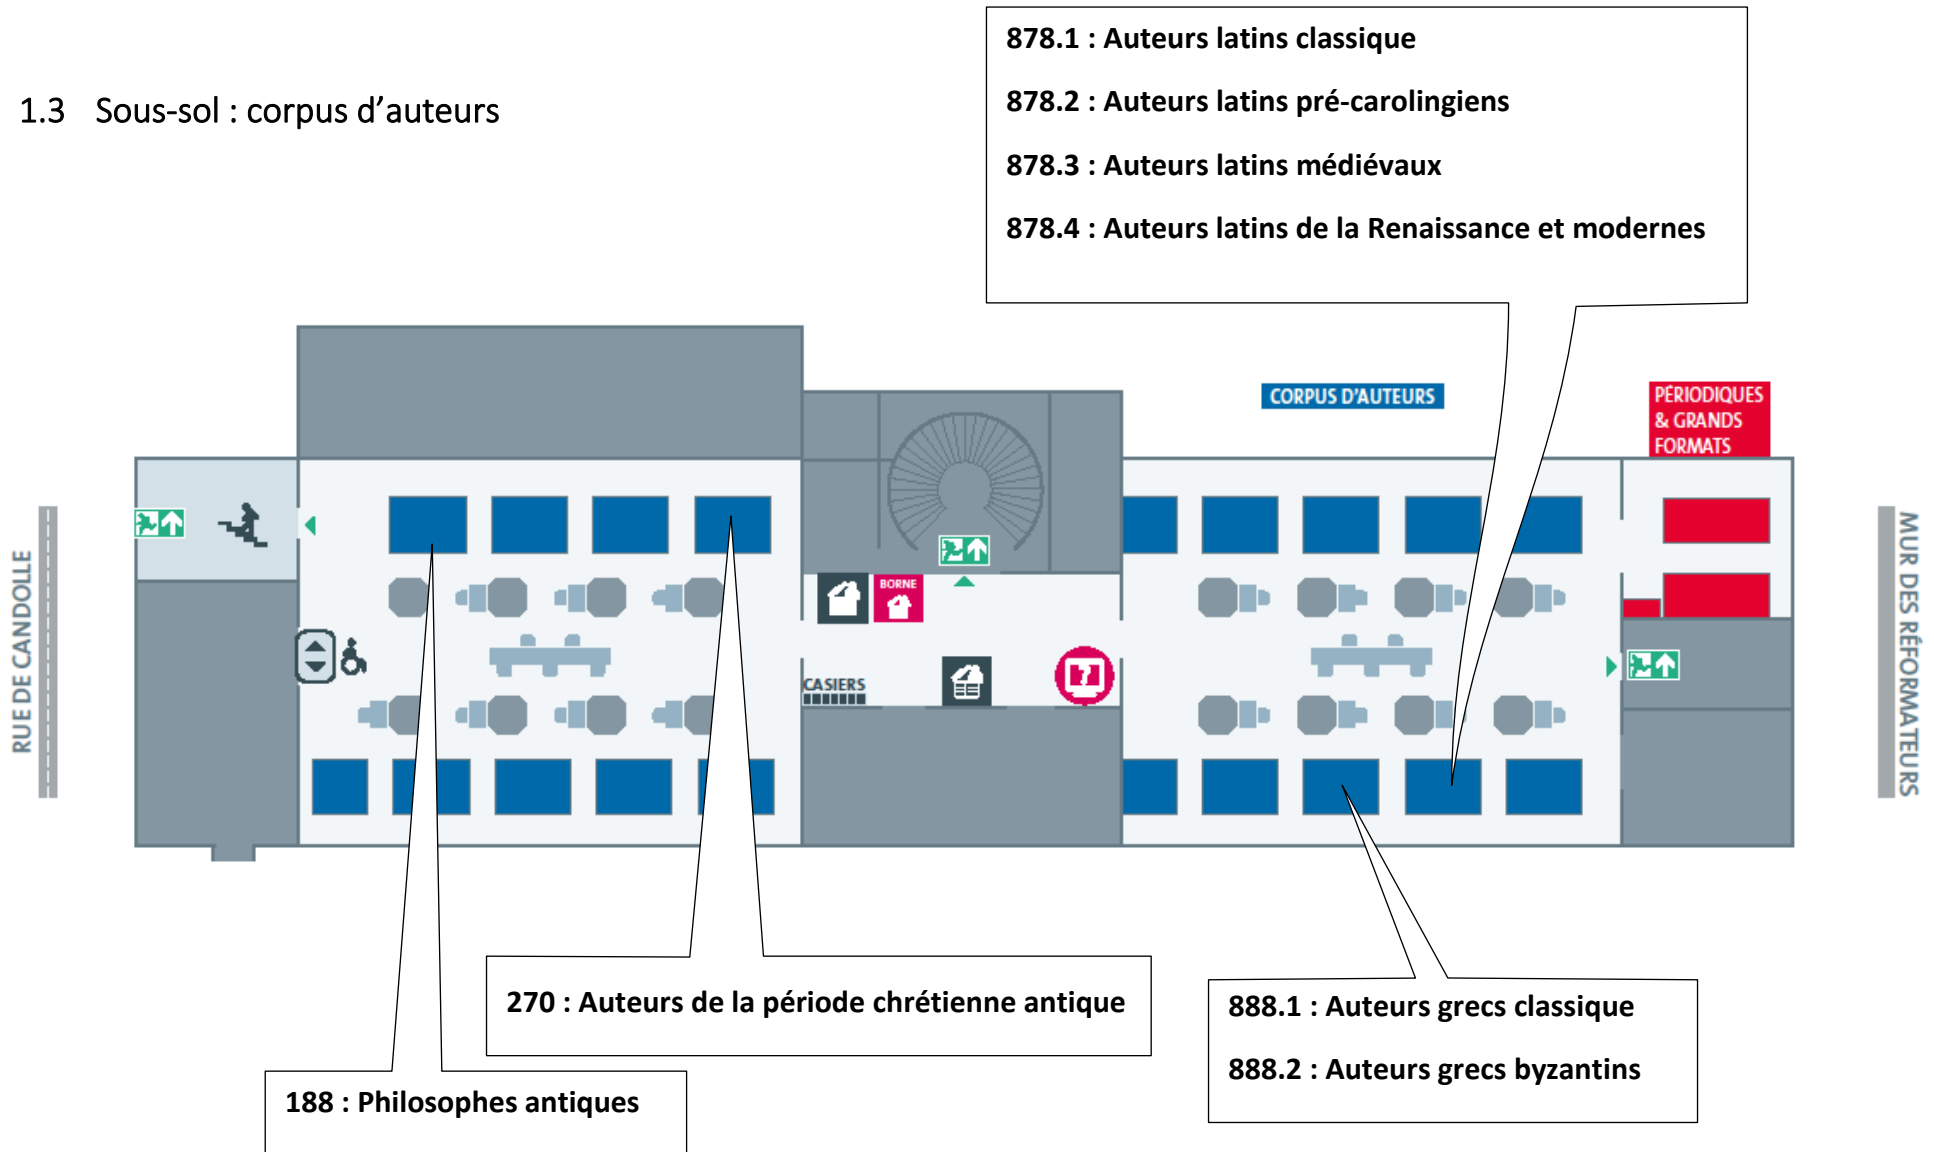 878.1 : Auteurs latins classique
878.2 : Auteurs latins pré-carolingiens
878.3 : Auteurs latins médiévaux
878.4 : Auteurs latins de la Renaissance et modernes
1.3 Sous-sol : corpus d’auteurs
CORPUS D'AUTEURS
PÉRIODIQUES
& GRANDS
FORMATS
RUE DE CANDOLLE
BORNE
CASIERS
MUR DES RÉFORMATEURS
270 : Auteurs de la période chrétienne antique
188 : Philosophes antiques
888.1 : Auteurs grecs classique
888.2 : Auteurs grecs byzantins